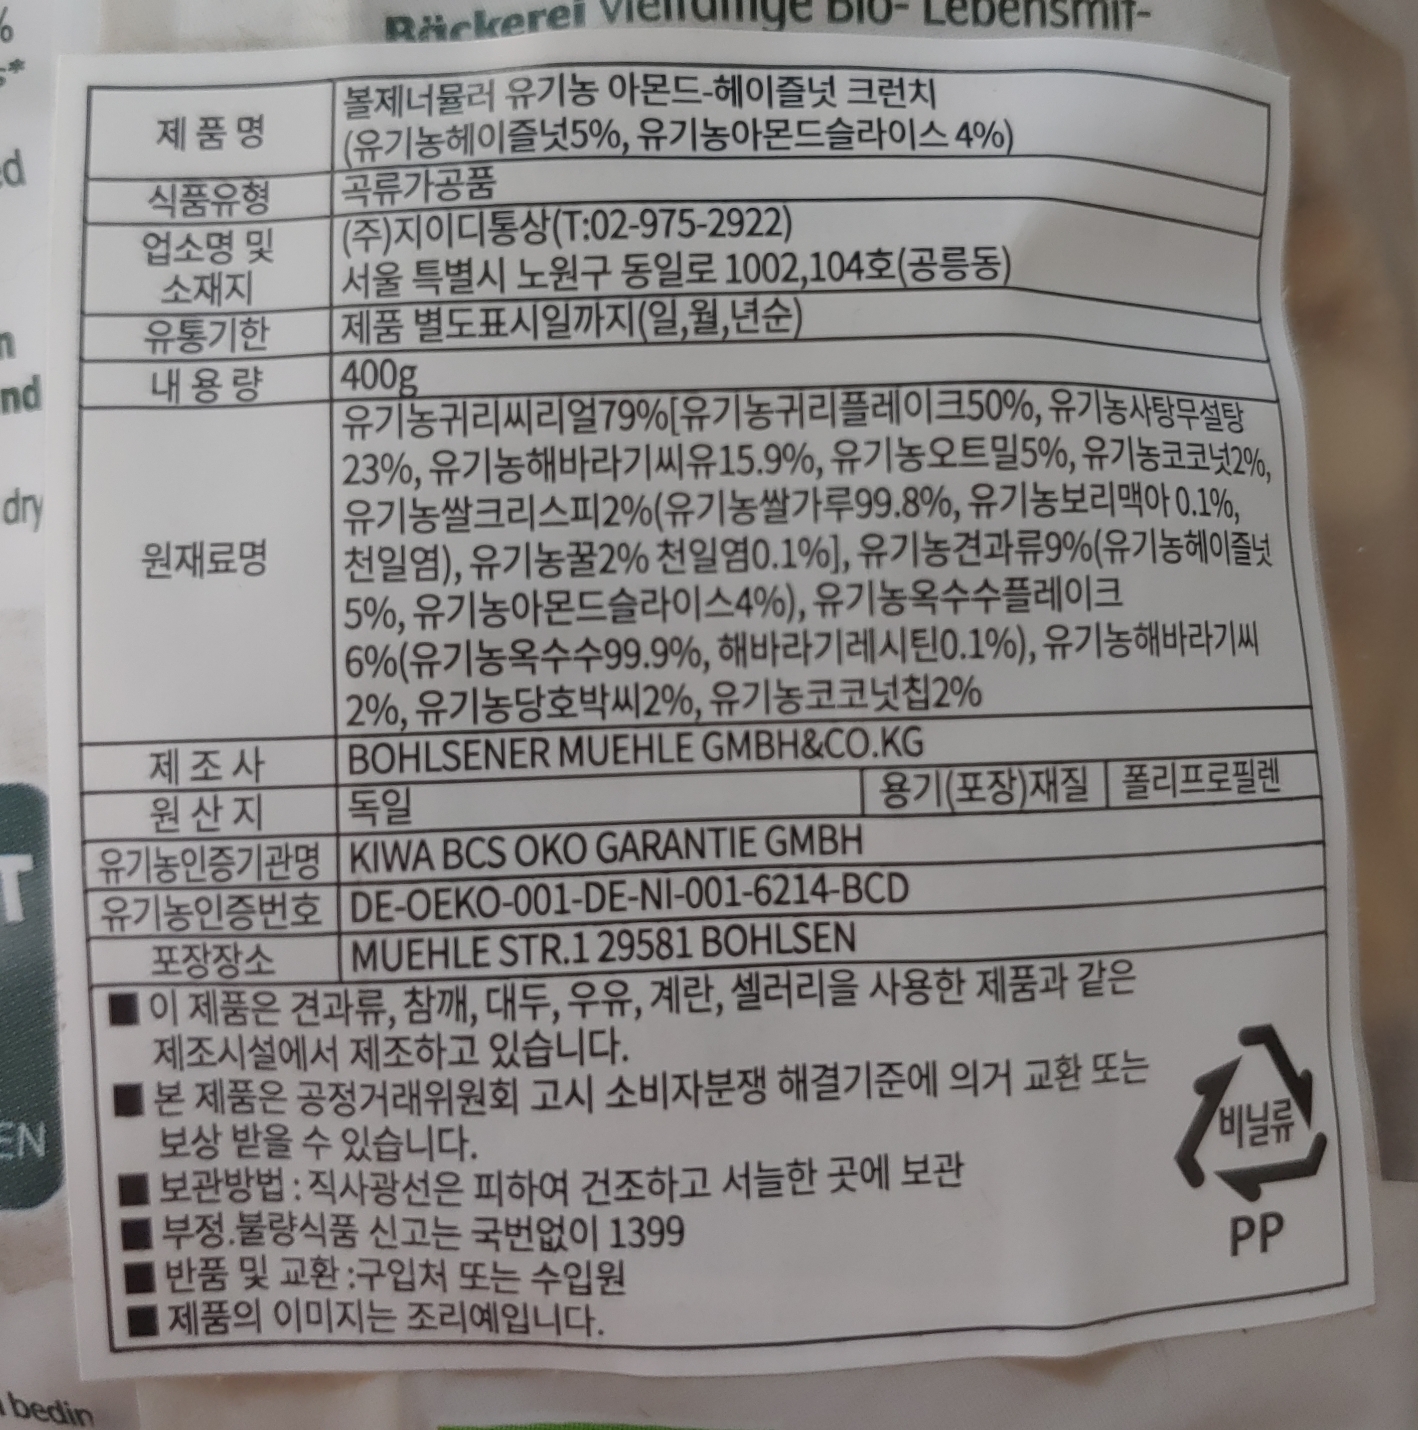 %
s*
Bäckerei vielfältige Bio- Lebensmit-
제 품 명
볼제너뮬러 유기농 아몬드-헤이즐넛 크런치
(유기농헤이즐넛5%, 유기농아몬드슬라이스 4%)
식품유형
곡류가공품
업소명 및
소재지
(주)지이디통상(T:02-975-2922)
서울 특별시 노원구 동일로 1002,104호(공릉동)
유통기한
제품 별도표시일까지(일,월,년순)
내 용 량
400g
원재료명
유기농귀리씨리얼79%[유기농귀리플레이크50%, 유기농사탕무설탕
23%, 유기농해바라기씨유15.9%, 유기농오트밀5%, 유기농코코넛2%,
유기농쌀크리스피2%(유기농쌀가루99.8%, 유기농보리맥아 0.1%,
천일염), 유기농꿀2% 천일염0.1%], 유기농견과류9%(유기농헤이즐넛
5%, 유기농아몬드슬라이스4%), 유기농옥수수플레이크
6%(유기농옥수수99.9%, 해바라기레시틴0.1%), 유기농해바라기씨
2%, 유기농당호박씨2%, 유기농코코넛칩2%
제 조 사
BOHLSENER MUEHLE GMBH&CO.KG
원 산 지
독일
용기(포장)재질
폴리프로필렌
유기농인증기관명
KIWA BCS OKO GARANTIE GMBH
유기농인증번호
DE-OEKO-001-DE-NI-001-6214-BCD
포장장소
MUEHLE STR.1 29581 BOHLSEN
■ 이 제품은 견과류, 참깨, 대두, 우유, 계란, 셀러리을 사용한 제품과 같은
제조시설에서 제조하고 있습니다.
■ 본 제품은 공정거래위원회 고시 소비자분쟁 해결기준에 의거 교환 또는
보상 받을 수 있습니다.
■ 보관방법 : 직사광선은 피하여 건조하고 서늘한 곳에 보관
■ 부정.불량식품 신고는 국번없이 1399
■ 반품 및 교환 :구입처 또는 수입원
■ 제품의 이미지는 조리예입니다.
비닐류
PP
nd
dry
T
EN
bedin